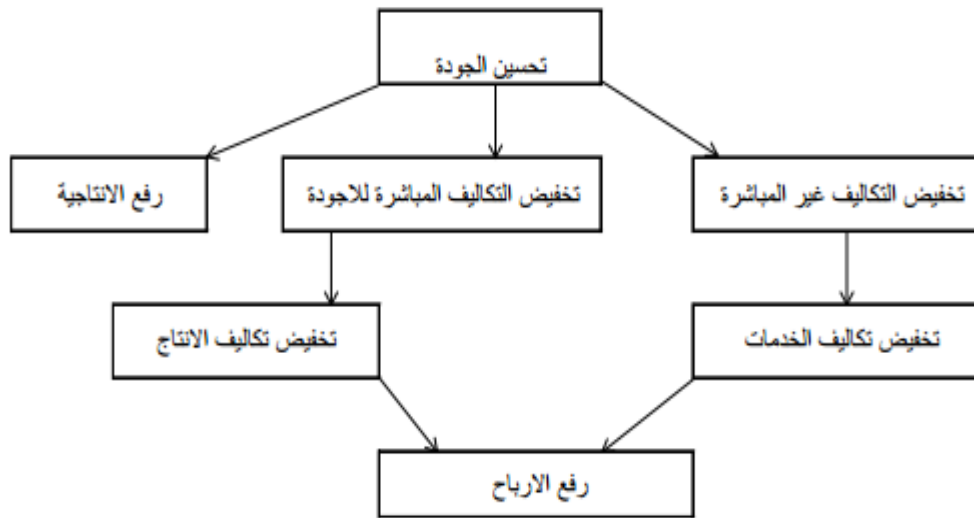 تحسين الجودة
تخفيض التكاليف غير المباشرة
تخفيض التكاليف المباشرة للاجودة
رفع الانتاجية
تخفيض تكاليف الخدمات
تخفيض تكاليف الانتاج
رفع الارباح